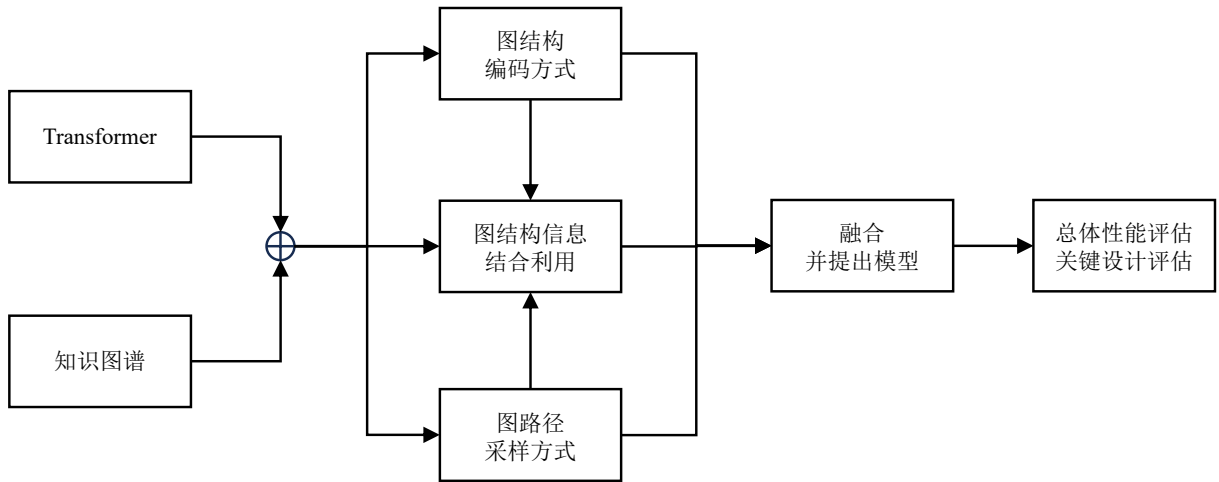 Transformer
知识图谱
图结构
编码方式
图结构信息
结合利用
图路径
采样方式
融合
并提出模型
总体性能评估
关键设计评估